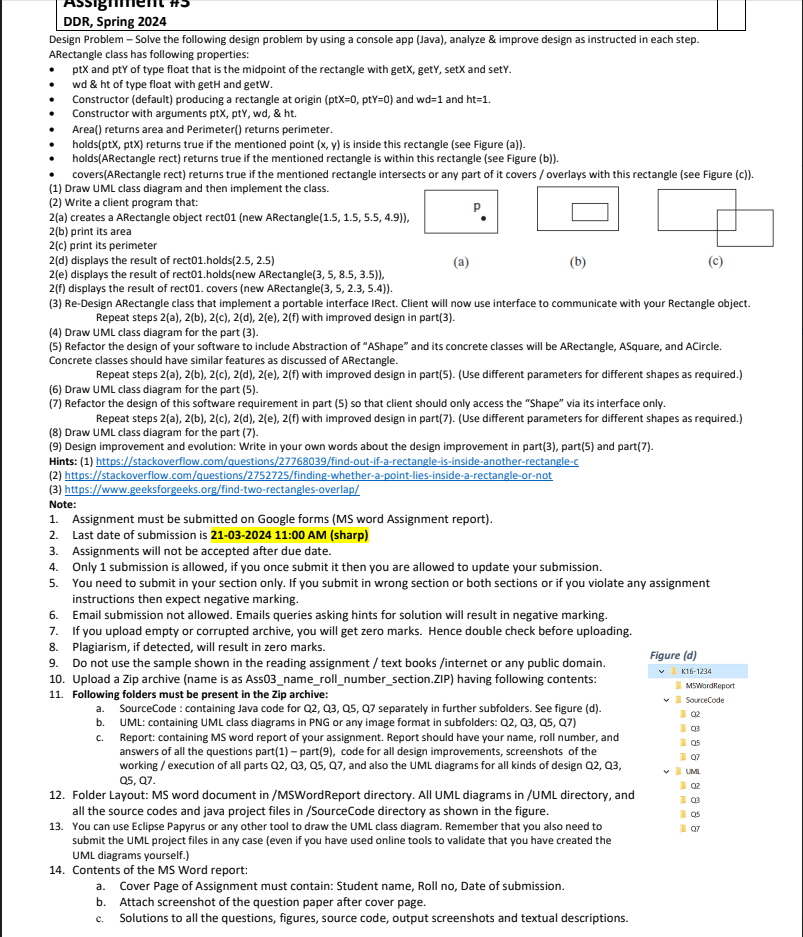 Assignment #3
DDR, Spring 2024
Design Problem – Solve the following design problem by using a console app (Java), analyze & improve design as instructed in each step.
ARectangle class has following properties:
• ptX and ptY of type float that is the midpoint of the rectangle with getX, getY, setX and setY.
• wd & ht of type float with getH and getW.
• Constructor (default) producing a rectangle at origin (ptX=0, ptY=0) and wd=1 and ht=1.
• Constructor with arguments ptX, ptY, wd, & ht.
• Area() returns area and Perimeter() returns perimeter.
• holds(ptX, ptX) returns true if the mentioned point (x, y) is inside this rectangle (see Figure (a)).
• holds(ARectangle rect) returns true if the mentioned rectangle is within this rectangle (see Figure (b)).
• covers(ARectangle rect) returns true if the mentioned rectangle intersects or any part of it covers / overlays with this rectangle (see Figure (c)).
(1) Draw UML class diagram and then implement the class.
(2) Write a client program that:
2(a) creates a ARectangle object rect01 (new ARectangle(1.5, 1.5, 5.5, 4.9)),
2(b) print its area
2(c) print its perimeter
2(d) displays the result of rect01.holds(2.5, 2.5)
2(e) displays the result of rect01.holds(new ARectangle(3, 5, 8.5, 3.5)),
2(f) displays the result of rect01. covers (new ARectangle(3, 5, 2.3, 5.4)).
p
(a) (b) (c)
(3) Re-Design ARectangle class that implement a portable interface IRect. Client will now use interface to communicate with your Rectangle object.
Repeat steps 2(a), 2(b), 2(c), 2(d), 2(e), 2(f) with improved design in part(3).
(4) Draw UML class diagram for the part (3).
(5) Refactor the design of your software to include Abstraction of “AShape” and its concrete classes will be ARectangle, ASquare, and ACircle.
Concrete classes should have similar features as discussed of ARectangle.
Repeat steps 2(a), 2(b), 2(c), 2(d), 2(e), 2(f) with improved design in part(5). (Use different parameters for different shapes as required.)
(6) Draw UML class diagram for the part (5).
(7) Refactor the design of this software requirement in part (5) so that client should only access the “Shape” via its interface only.
Repeat steps 2(a), 2(b), 2(c), 2(d), 2(e), 2(f) with improved design in part(7). (Use different parameters for different shapes as required.)
(8) Draw UML class diagram for the part (7).
(9) Design improvement and evolution: Write in your own words about the design improvement in part(3), part(5) and part(7).
Hints: (1) https://stackoverflow.com/questions/27768039/find-out-if-a-rectangle-is-inside-another-rectangle-c
(2) https://stackoverflow.com/questions/2752725/finding-whether-a-point-lies-inside-a-rectangle-or-not
(3) https://www.geeksforgeeks.org/find-two-rectangles-overlap/
Note:
1. Assignment must be submitted on Google forms (MS word Assignment report).
2. Last date of submission is 21-03-2024 11:00 AM (sharp)
3. Assignments will not be accepted after due date.
4. Only 1 submission is allowed, if you once submit it then you are allowed to update your submission.
5. You need to submit in your section only. If you submit in wrong section or both sections or if you violate any assignment
instructions then expect negative marking.
6. Email submission not allowed. Emails queries asking hints for solution will result in negative marking.
7. If you upload empty or corrupted archive, you will get zero marks. Hence double check before uploading.
8. Plagiarism, if detected, will result in zero marks.
9. Do not use the sample shown in the reading assignment / text books /internet or any public domain.
10. Upload a Zip archive (name is as Ass03_name_roll_number_section.ZIP) having following contents:
11. Following folders must be present in the Zip archive:
a. SourceCode : containing Java code for Q2, Q3, Q5, Q7 separately in further subfolders. See figure (d).
b. UML: containing UML class diagrams in PNG or any image format in subfolders: Q2, Q3, Q5, Q7)
c. Report: containing MS word report of your assignment. Report should have your name, roll number, and
answers of all the questions part(1) – part(9), code for all design improvements, screenshots of the
working / execution of all parts Q2, Q3, Q5, Q7, and also the UML diagrams for all kinds of design Q2, Q3,
Q5, Q7.
12. Folder Layout: MS word document in /MSWordReport directory. All UML diagrams in /UML directory, and
all the source codes and java project files in /SourceCode directory as shown in the figure.
13. You can use Eclipse Papyrus or any other tool to draw the UML class diagram. Remember that you also need to
submit the UML project files in any case (even if you have used online tools to validate that you have created the
UML diagrams yourself.)
14. Contents of the MS Word report:
a. Cover Page of Assignment must contain: Student name, Roll no, Date of submission.
b. Attach screenshot of the question paper after cover page.
c. Solutions to all the questions, figures, source code, output screenshots and textual descriptions.
Figure (d)
K16-1234
MSWordReport
SourceCode
Q2
Q3
Q5
Q7
UML
Q2
Q3
Q5
Q7